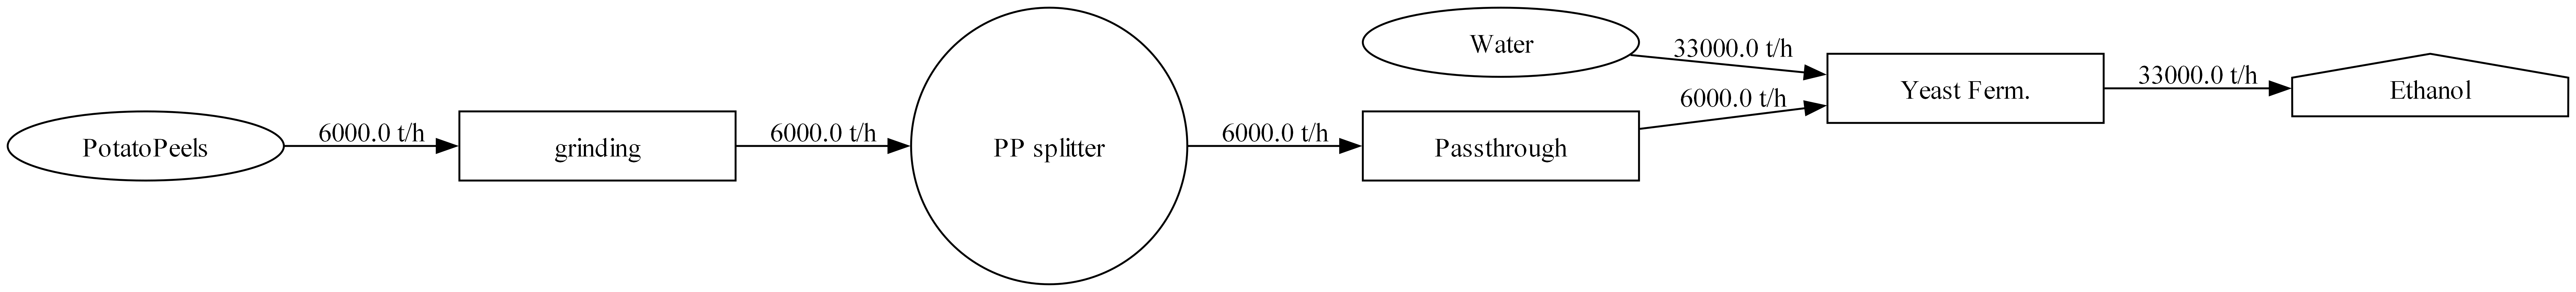 PotatoPeels
6000.0 t/h
grinding
6000.0 t/h
PP splitter
6000.0 t/h
Water
33000.0 t/h
Passthrough
6000.0 t/h
Yeast Ferm.
33000.0 t/h
Ethanol